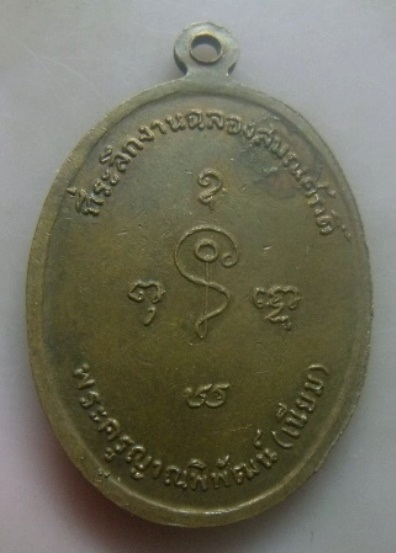 ที่ระลึกงานฉลองสมณศักดิ์
พระครูญาณพิพัฒน์ (เนียม)